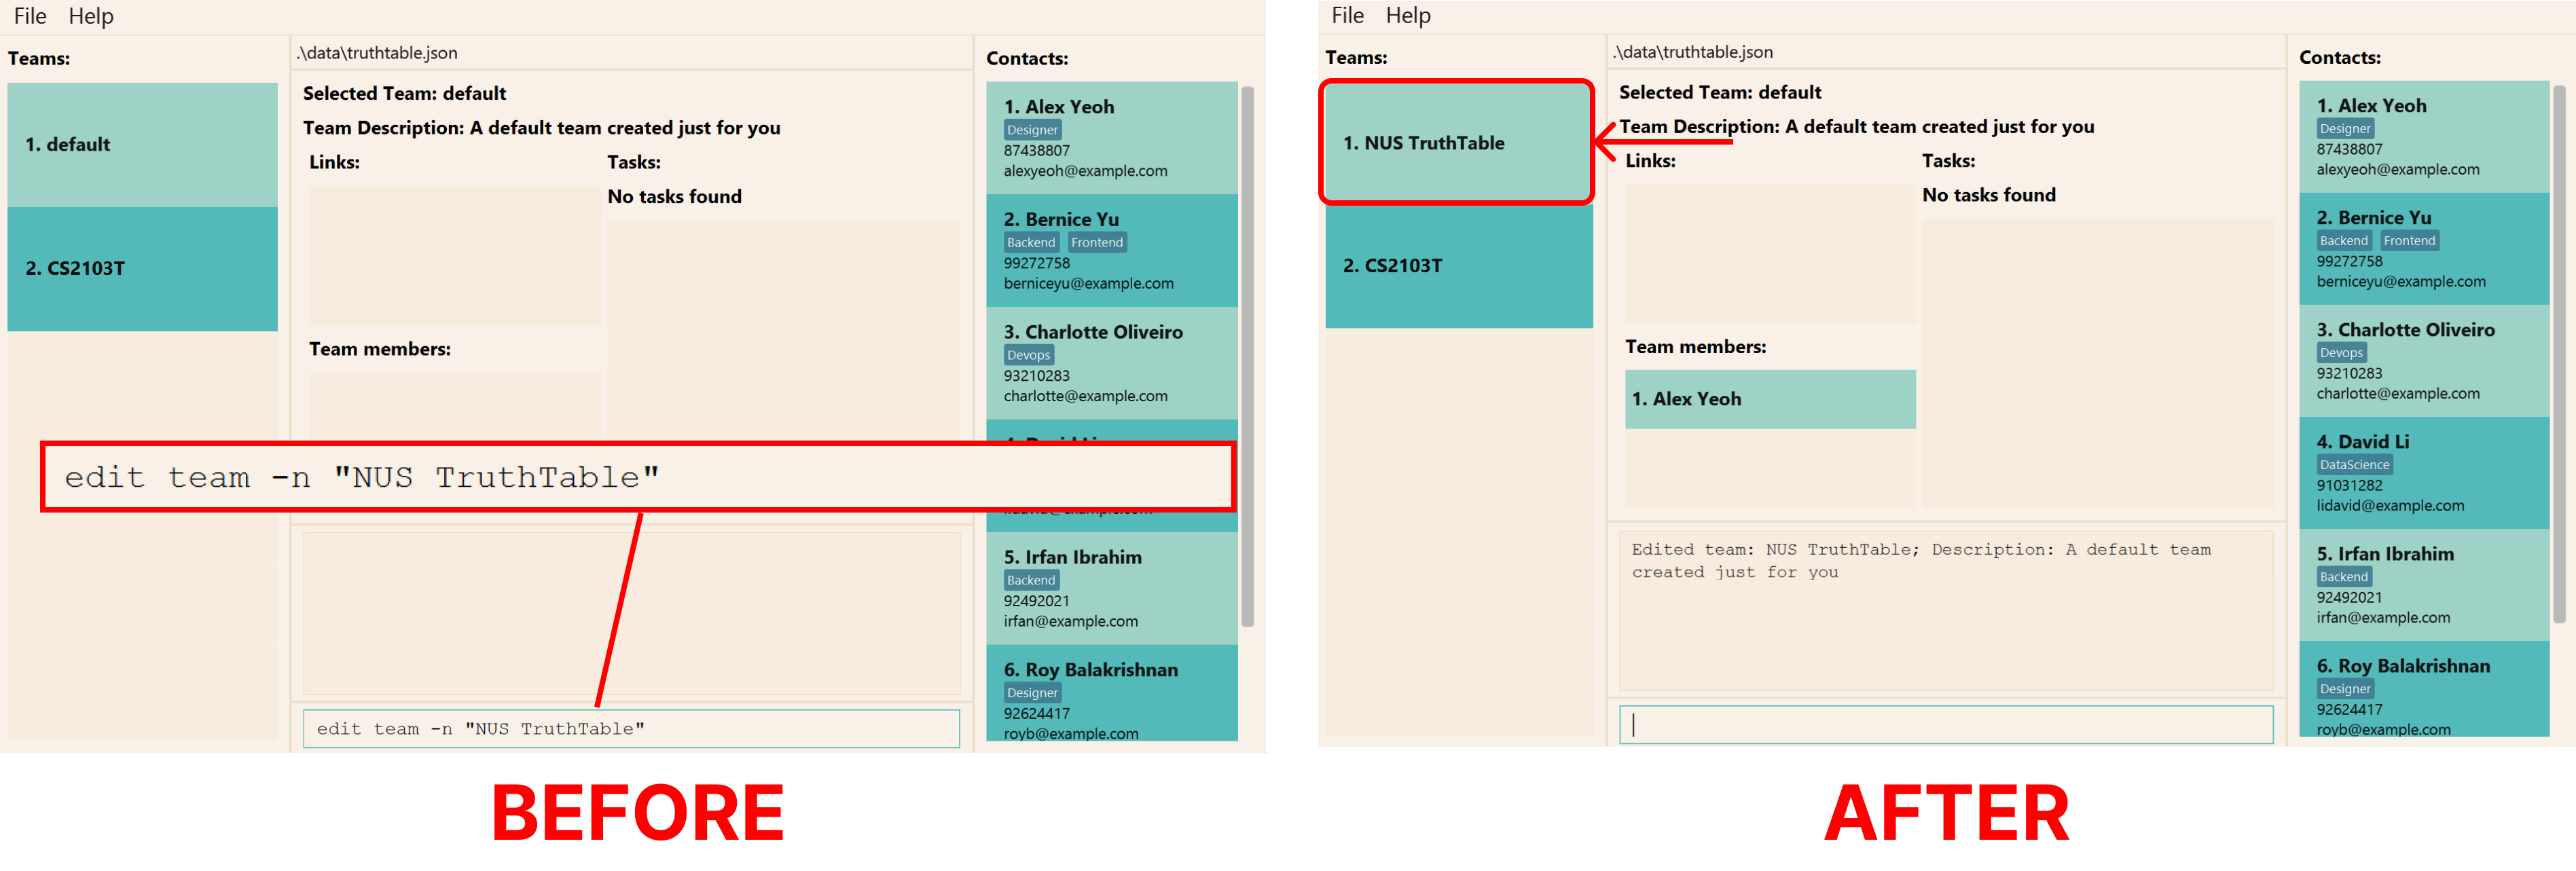 File Help
Teams:
1. default
2. CS2103T
.\data\truthtable.json
Selected Team: default
Team Description: A default team created just for you
Links:
Tasks:
No tasks found
Team members:
edit team -n "NUS TruthTable"
edit team -n "NUS TruthTable"
Contacts:
1. Alex Yeoh
Designer
87438807
alexyeoh@example.com
2. Bernice Yu
Backend Frontend
99272758
berniceyu@example.com
3. Charlotte Oliveiro
Devops
93210283
charlotte@example.com
5. Irfan Ibrahim
Backend
92492021
irfan@example.com
6. Roy Balakrishnan
Designer
92624417
royb@example.com
BEFORE
File Help
Teams:
1. NUS TruthTable
2. CS2103T
.\data\truthtable.json
Selected Team: default
Team Description: A default team created just for you
Links:
Tasks:
No tasks found
Team members:
1. Alex Yeoh
Edited team: NUS TruthTable; Description: A default team
created just for you
Contacts:
1. Alex Yeoh
Designer
87438807
alexyeoh@example.com
2. Bernice Yu
Backend Frontend
99272758
berniceyu@example.com
3. Charlotte Oliveiro
Devops
93210283
charlotte@example.com
4. David Li
DataScience
91031282
lidavid@example.com
5. Irfan Ibrahim
Backend
92492021
irfan@example.com
6. Roy Balakrishnan
Designer
92624417
royb@example.com
AFTER